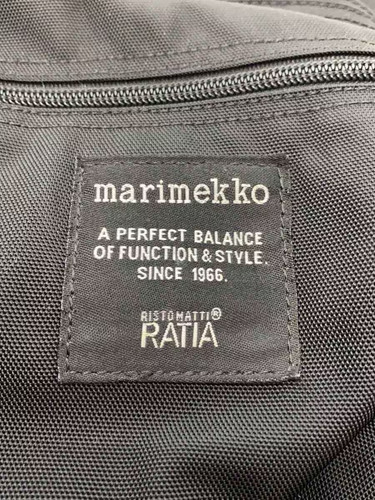 marimekko
A PERFECT BALANCE
OF FUNCTION & STYLE.
SINCE 1966.
RISTOMATTI®
RATIA